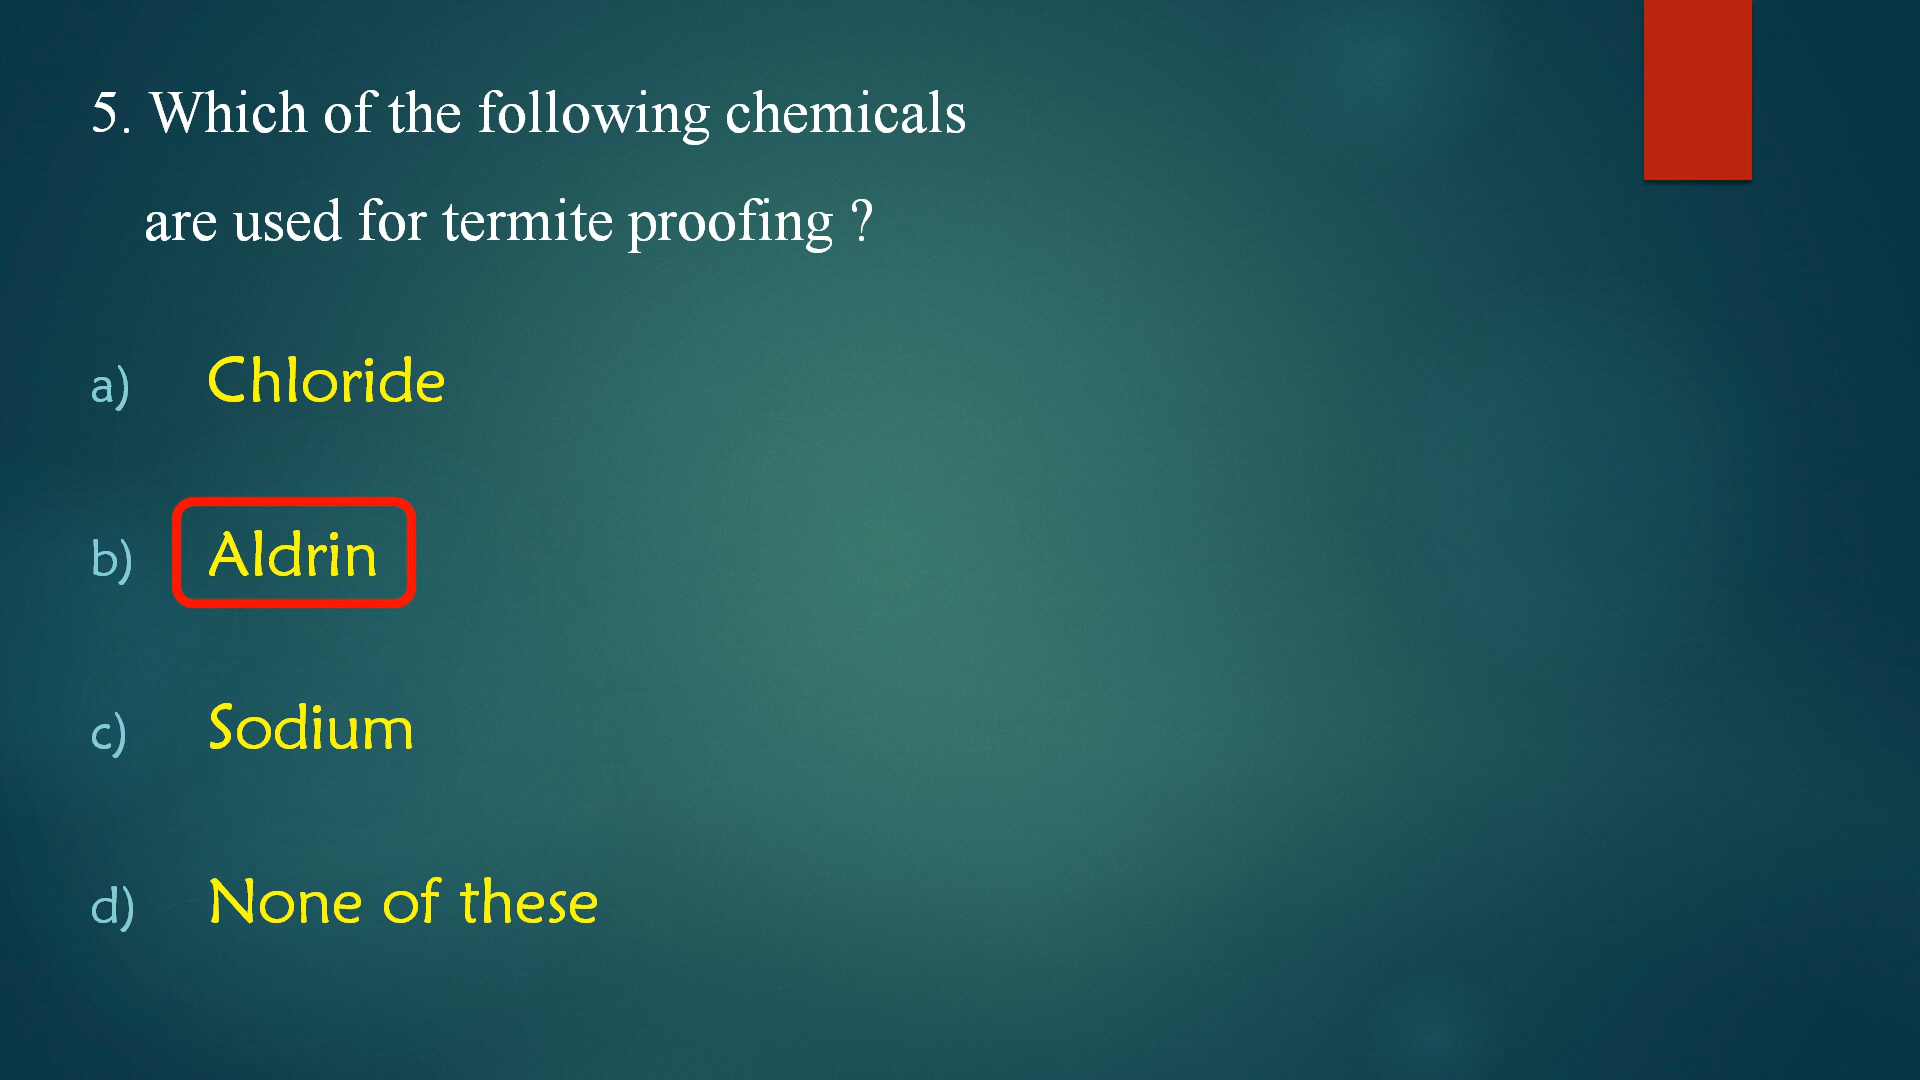 5. Which of the following chemicals
are used for termite proofing ?
a) Chloride
b) Aldrin
c) Sodium
d) None of these